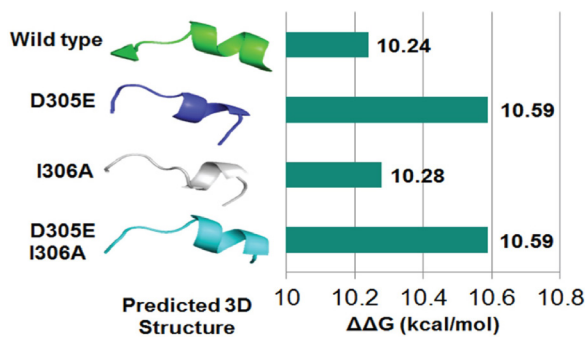 Wild type
10.24
D305E
10.59
I306A
10.28
D305E
I306A
10.59
Predicted 3D
Structure
10 10.2 10.4 10.6 10.8
ΔΔG (kcal/mol)